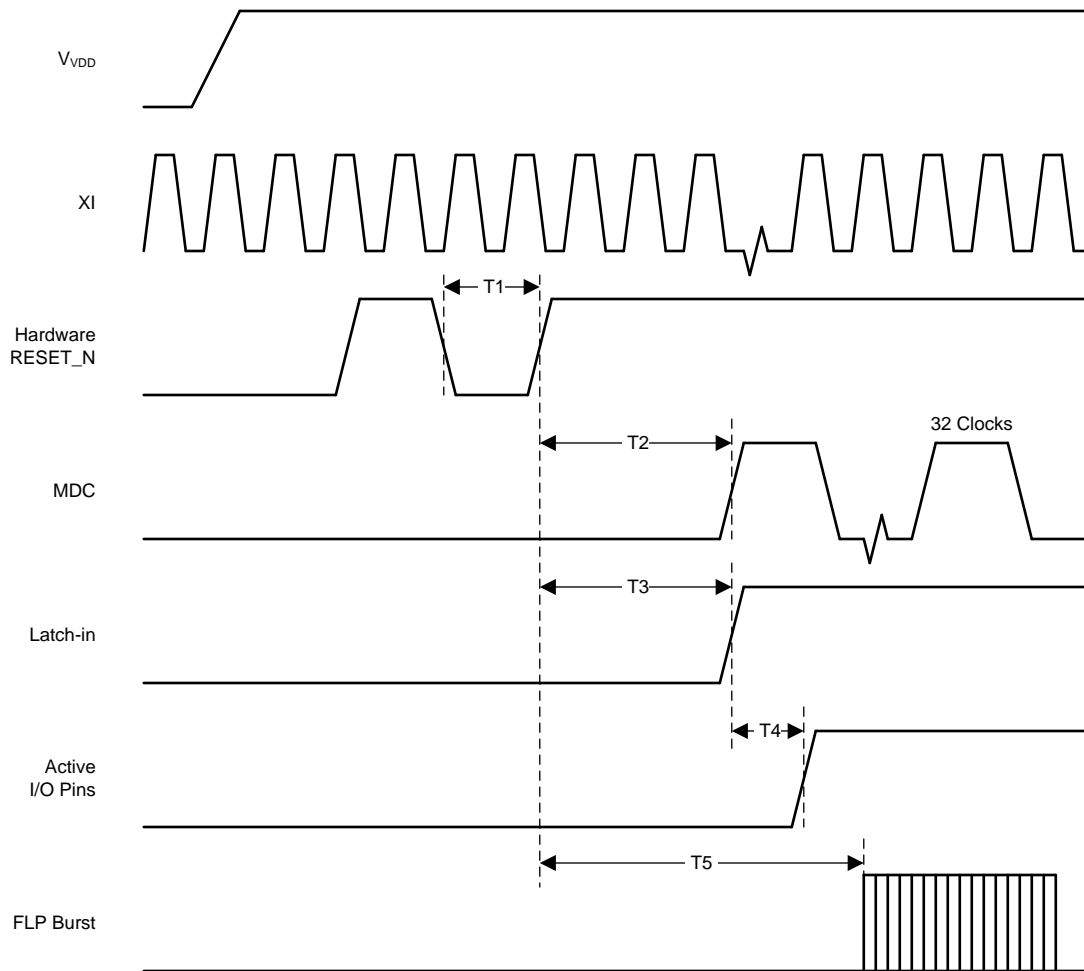 VVDD
XI
T1
Hardware
RESET_N
32 Clocks
T2
MDC
T3
Latch-in
T4
Active
I/O Pins
T5
FLP Burst